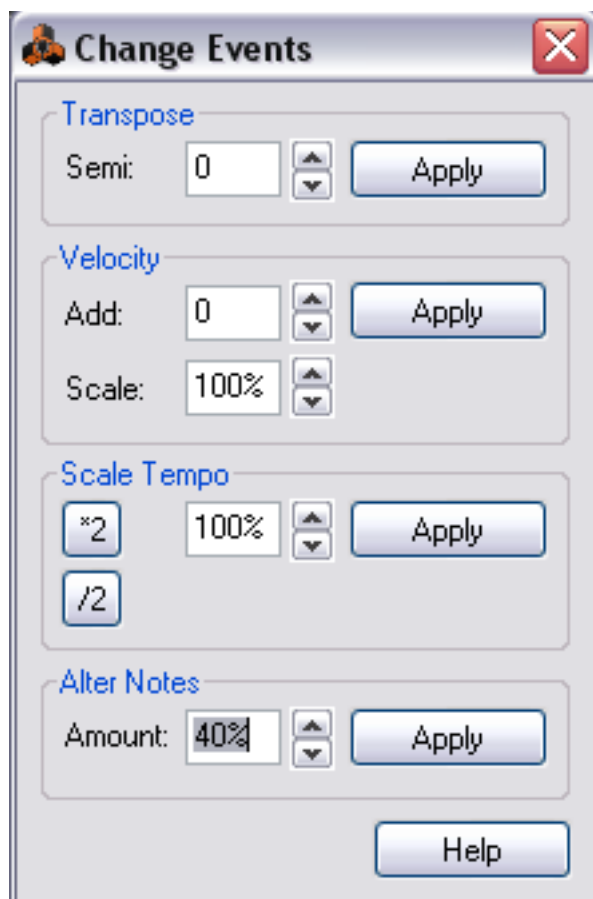 Change Events
Transpose
Semi: 0 Apply
Velocity
Add: 0 Apply
Scale: 100%
Scale Tempo
*2 100% Apply
/2
Alter Notes
Amount: 40% Apply
Help